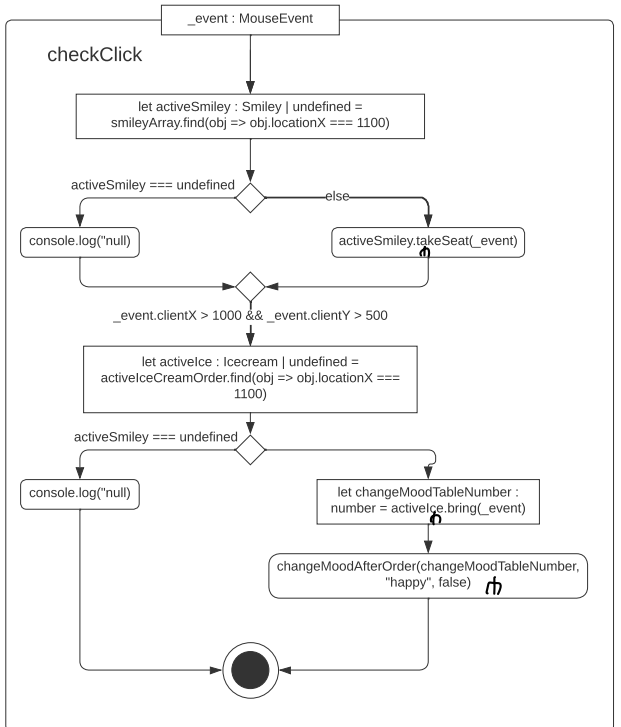 _event : MouseEvent
checkClick
let activeSmiley : Smiley | undefined =
smileyArray.find(obj => obj.locationX === 1100)
activeSmiley === undefined
else
console.log("null)
activeSmiley.takeSeat(_event)
_event.clientX > 1000 && _event.clientY > 500
let activeIce : Icecream | undefined =
activeIceCreamOrder.find(obj => obj.locationX ===
1100)
activeSmiley === undefined
console.log("null)
let changeMoodTableNumber :
number = activeIce.bring(_event)
changeMoodAfterOrder(changeMoodTableNumber,
"happy", false)